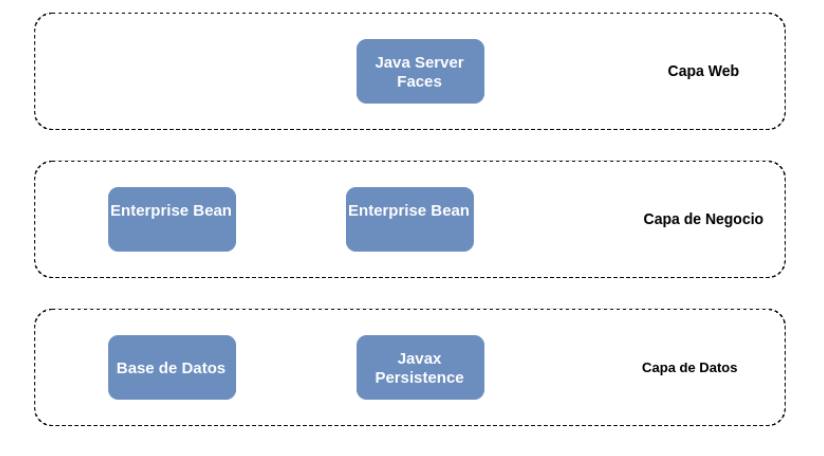 Java Server
Faces
Capa Web
Enterprise Bean
Enterprise Bean
Capa de Negocio
Base de Datos
Javax
Persistence
Capa de Datos